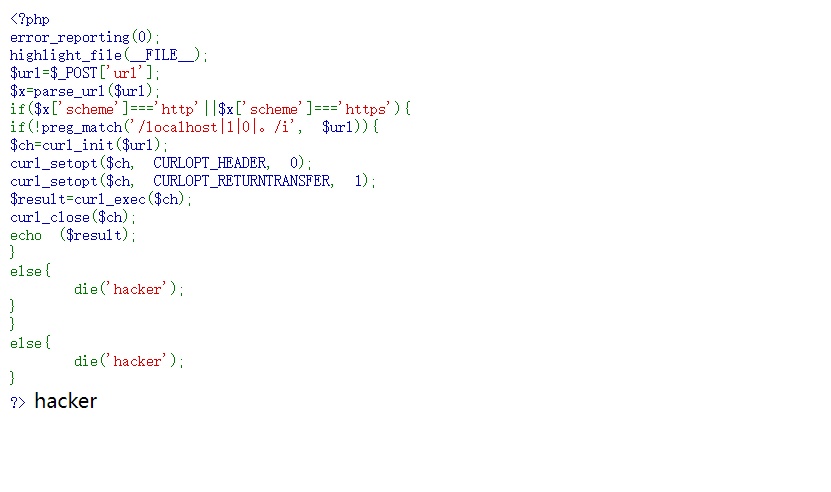 <?php
error_reporting(0);
highlight_file(__FILE__);
$url=$_POST['url'];
$x=parse_url($url);
if($x['scheme']==='http'||$x['scheme']==='https'){
if(!preg_match('/localhost|1|0|。/i', $url)){
$ch=curl_init($url);
curl_setopt($ch, CURLOPT_HEADER, 0);
curl_setopt($ch, CURLOPT_RETURNTRANSFER, 1);
$result=curl_exec($ch);
curl_close($ch);
echo ($result);
}
else{
die('hacker');
}
}
else{
die('hacker');
}
?> hacker